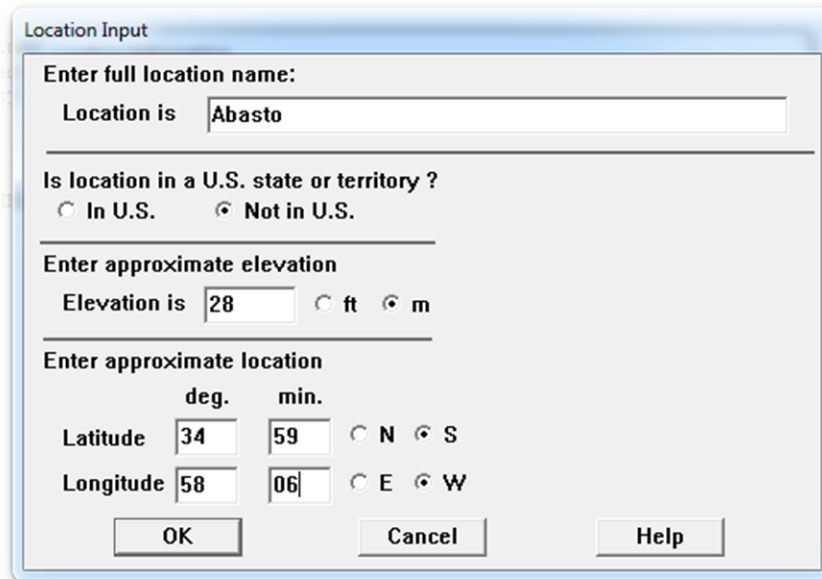 Location Input
Enter full location name:
Location is Abasto
Is location in a U.S. state or territory ?
In U.S. Not in U.S.
Enter approximate elevation
Elevation is 28 ft m
Enter approximate location
deg. min.
Latitude 34 59 N S
Longitude 58 06 E W
OK Cancel Help